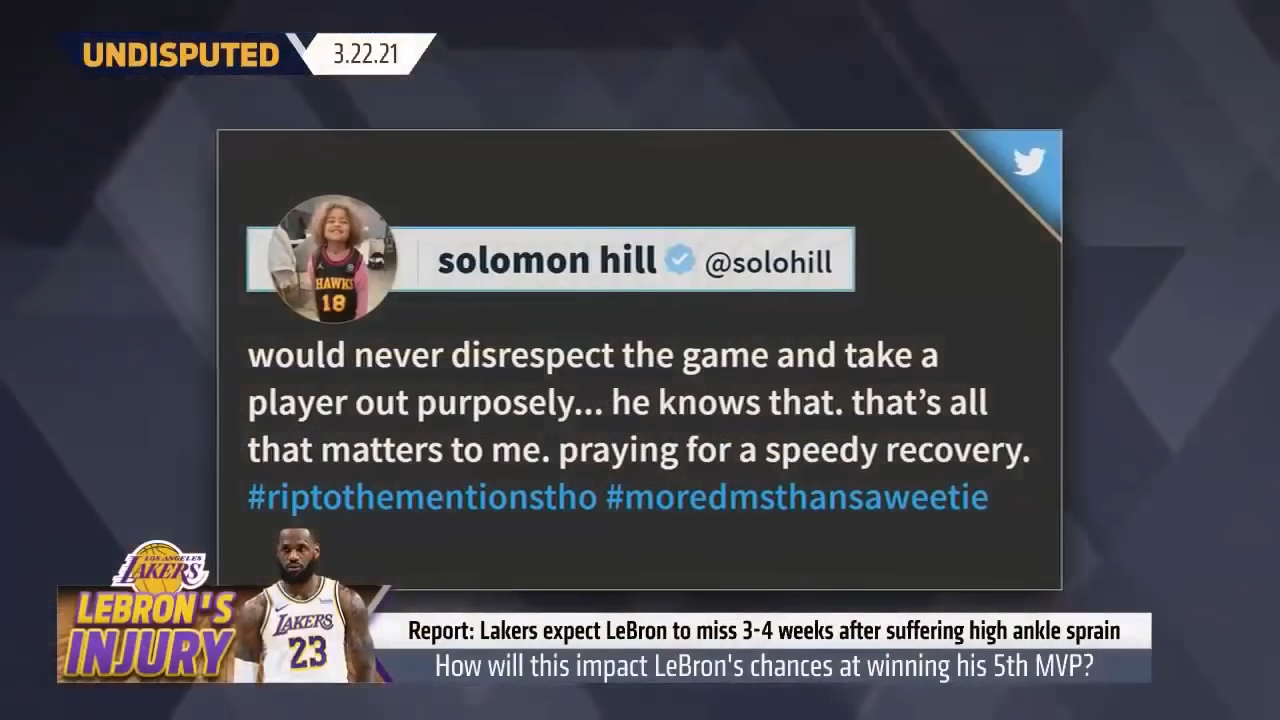 UNDISPUTED
3.22.21
solomon hill @solohill
HAWKS
18
would never disrespect the game and take a
player out purposely... he knows that. that's all
that matters to me. praying for a speedy recovery.
#riptothementionstho #moredmsthansaweetie
LOS ANGELES
LAKERS
LEBRON'S
INJURY
LAKERS
23
Report: Lakers expect LeBron to miss 3-4 weeks after suffering high ankle sprain
How will this impact LeBron's chances at winning his 5th MVP?